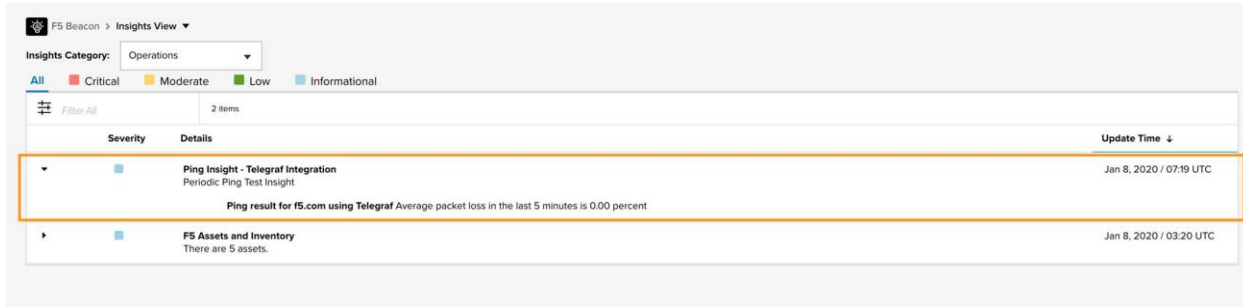 F5 Beacon > Insights View
Insights Category: Operations
All Critical Moderate Low Informational
Filter All 2 items
Severity Details Update Time ↓
Ping Insight - Telegraf Integration Jan 8, 2020 / 07:19 UTC
Periodic Ping Test Insight
Ping result for f5.com using Telegraf Average packet loss in the last 5 minutes is 0.00 percent
F5 Assets and Inventory Jan 8, 2020 / 03:20 UTC
There are 5 assets.